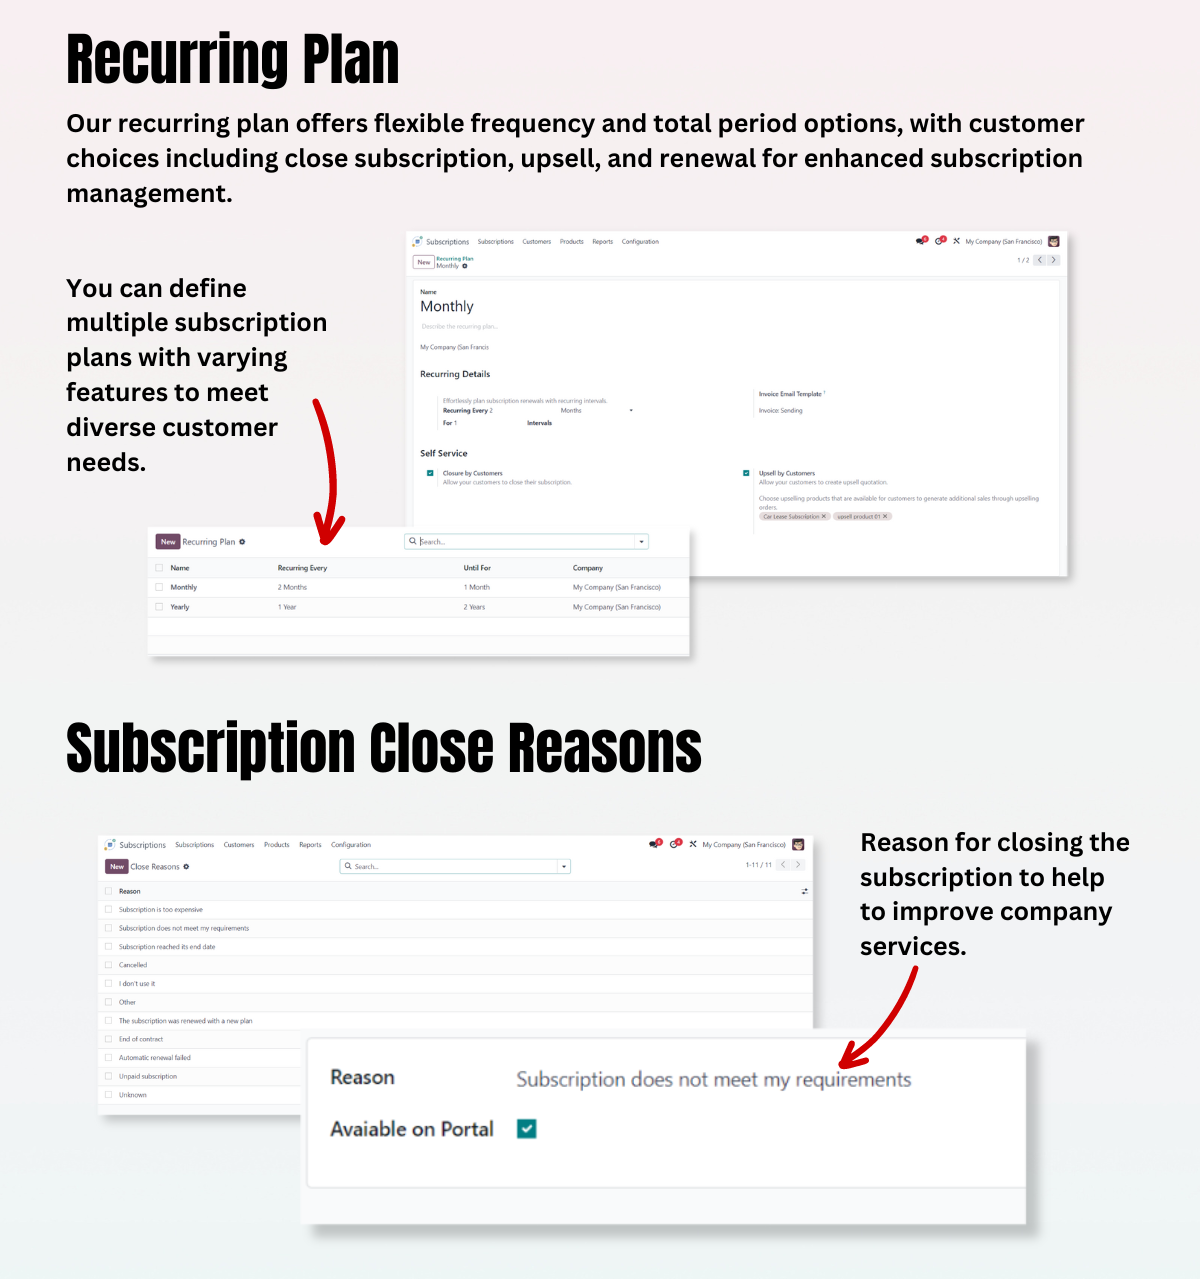 Recurring Plan
Our recurring plan offers flexible frequency and total period options, with customer
choices including close subscription, upsell, and renewal for enhanced subscription
management.
You can define
multiple subscription
plans with varying
features to meet
diverse customer
needs.
Subscriptions Subscriptions Customers Products Reports Configuration My Company (San Francisco)
New Recurring Plan
Monthly
1 / 2
Name
Monthly
Describe the recurring plan...
My Company (San Francis
Recurring Details
Effortlessly plan subscription renewals with recurring intervals.
Recurring Every 2 Months
For 1 Intervals
Invoice Email Template ?
Invoice: Sending
Self Service
Closure by Customers
Allow your customers to close their subscription.
Upsell by Customers
Allow your customers to create upsell quotation.
Choose upselling products that are available for customers to generate additional sales through upselling
orders.
Car Lease Subscription × upsell product 01 ×
New Recurring Plan Search...
Name Recurring Every Until For Company
Monthly 2 Months 1 Month My Company (San Francisco)
Yearly 1 Year 2 Years My Company (San Francisco)
Subscription Close Reasons
Subscriptions Subscriptions Customers Products Reports Configuration My Company (San Francisco)
New Close Reasons Search... 1-11 / 11
Reason
Subscription is too expensive
Subscription does not meet my requirements
Subscription reached its end date
Cancelled
I don't use it
Other
The subscription was renewed with a new plan
End of contract
Automatic renewal failed
Unpaid subscription
Unknown
Reason for closing the
subscription to help
to improve company
services.
Reason Subscription does not meet my requirements
Avaiable on Portal